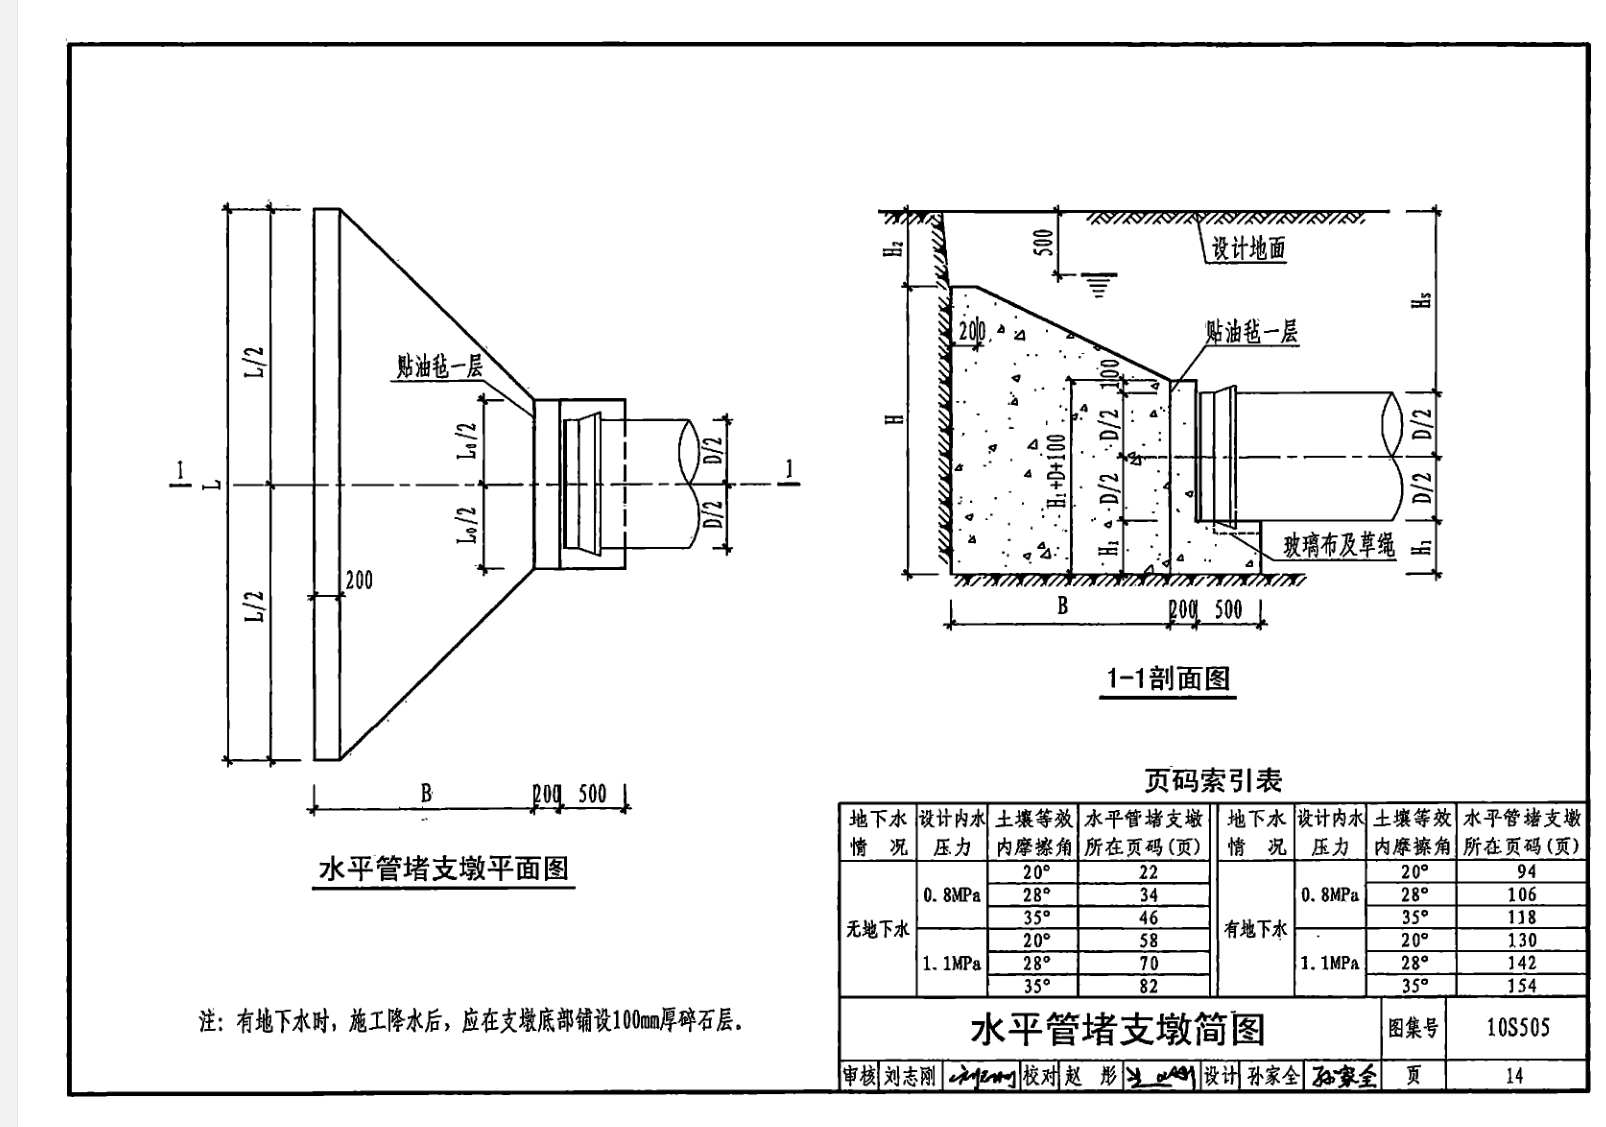 L/2
L/2
L
贴油毡一层
L₀/2
L₀/2
D/2
D/2
1
1
200
B
200
500
水平管堵支墩平面图
H₂
H
500
设计地面
200
贴油毡一层
100
D/2
D/2
H₁
H₁+D+100
Hs
D/2
D/2
H₁
玻璃布及草绳
B
200
500
1-1剖面图
页码索引表
地下水情况 设计内水压力 土壤等效内摩擦角 水平管堵支墩所在页码(页) 地下水情况 设计内水压力 土壤等效内摩擦角 水平管堵支墩所在页码(页)
无地下水 0.8MPa 20° 22 有地下水 0.8MPa 20° 94
28° 34 28° 106
35° 46 35° 118
1.1MPa 20° 58 1.1MPa 20° 130
28° 70 28° 142
35° 82 35° 154
注：有地下水时，施工降水后，应在支墩底部铺设100mm厚碎石层.
水平管堵支墩简图 图集号 10S505
审核 刘志刚 校对 赵彤 设计 孙家全 孙家全 页 14